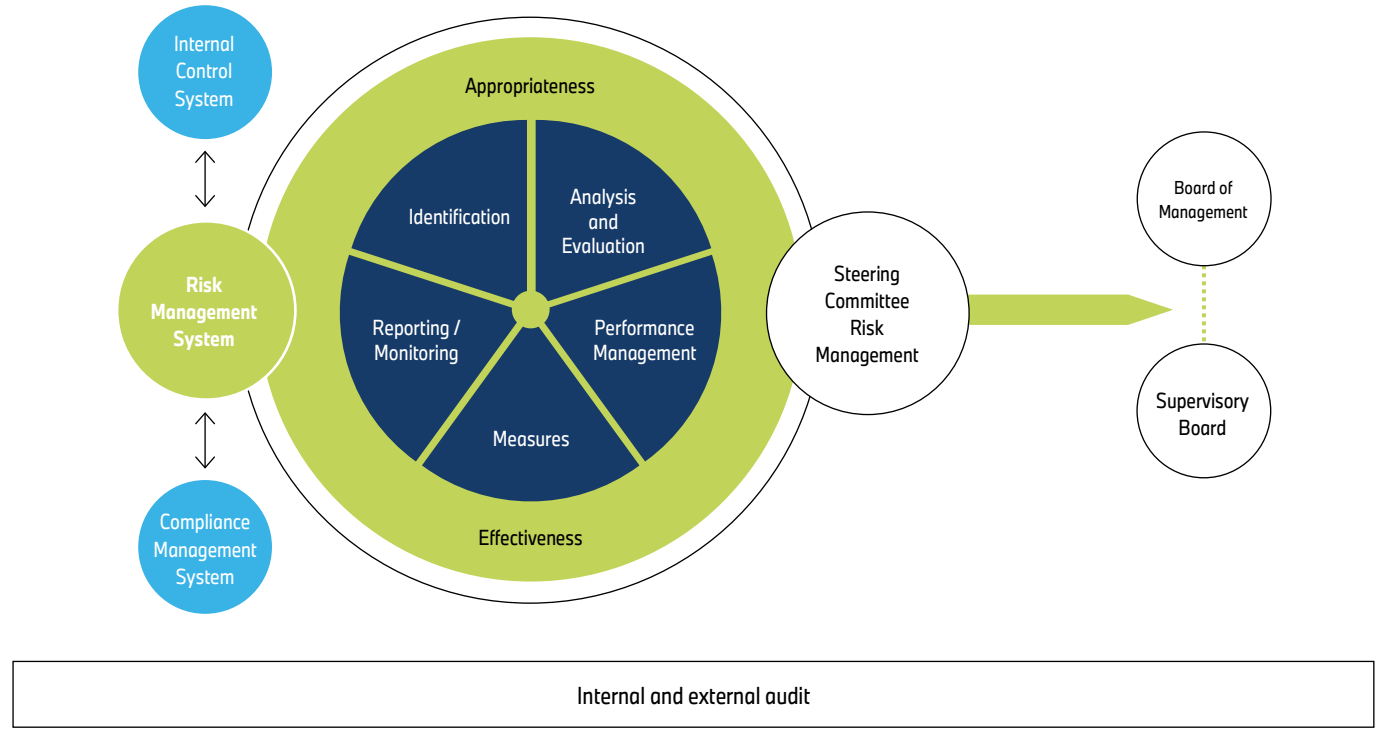 Internal
Control
System
Risk
Management
System
Compliance
Management
System
Appropriateness
Identification
Analysis
and
Evaluation
Reporting /
Monitoring
Performance
Management
Measures
Effectiveness
Steering
Committee
Risk
Management
Board of
Management
Supervisory
Board
Internal and external audit